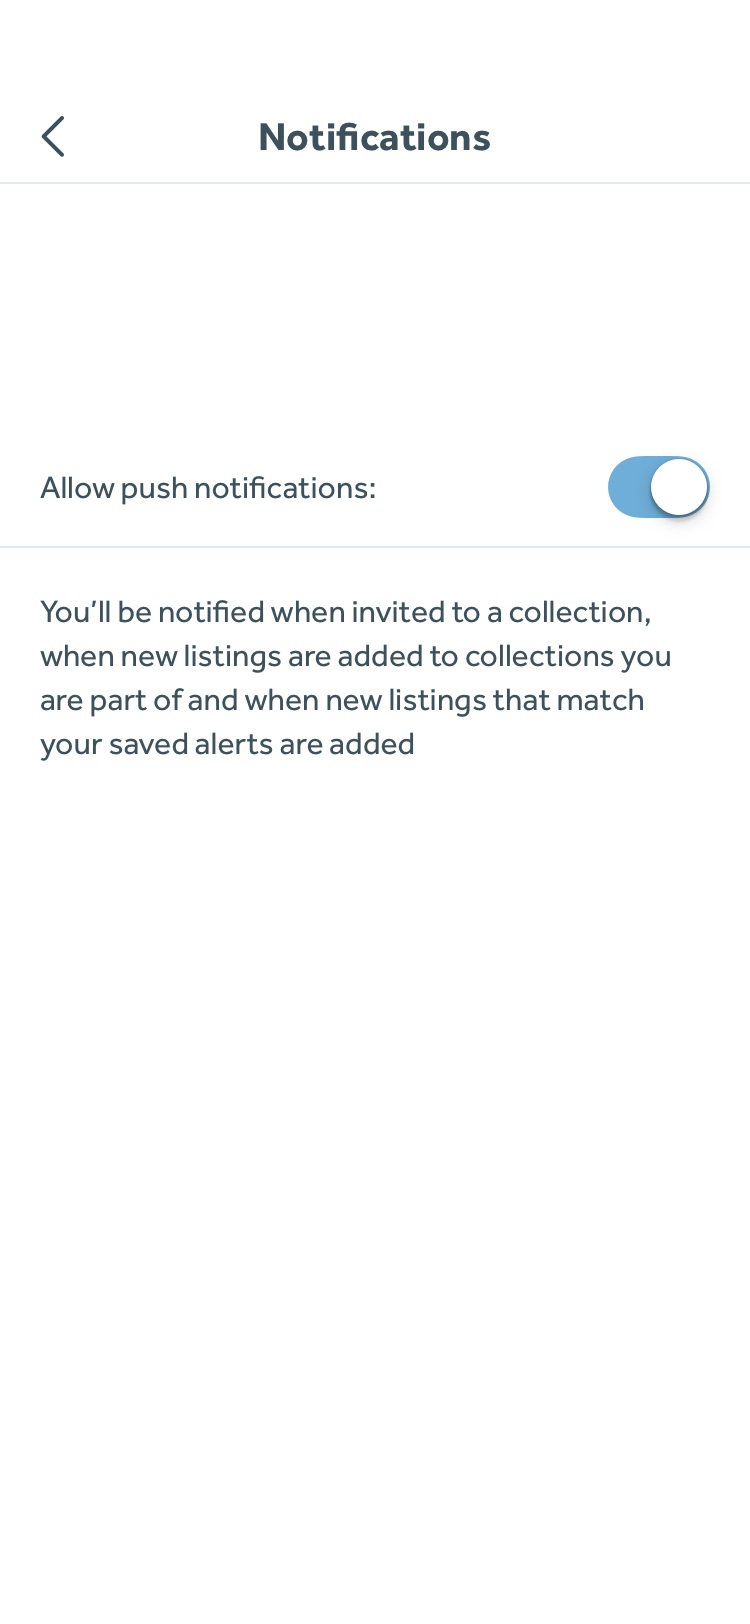 Notifications
Allow push notifications:
You’ll be notified when invited to a collection,
when new listings are added to collections you
are part of and when new listings that match
your saved alerts are added